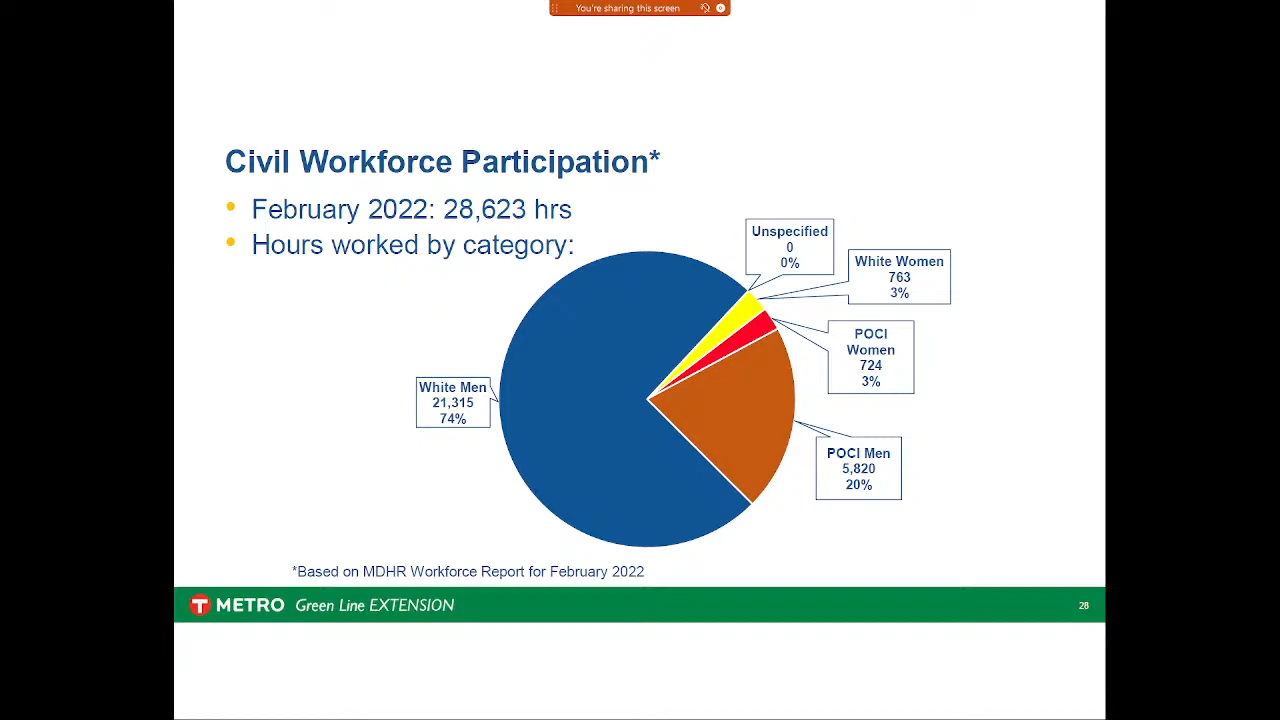 You're sharing this screen
Civil Workforce Participation*
• February 2022: 28,623 hrs
• Hours worked by category:
Unspecified
0
0%
White Women
763
3%
POCI
Women
724
3%
White Men
21,315
74%
POCI Men
5,820
20%
*Based on MDHR Workforce Report for February 2022
T METRO Green Line EXTENSION
28